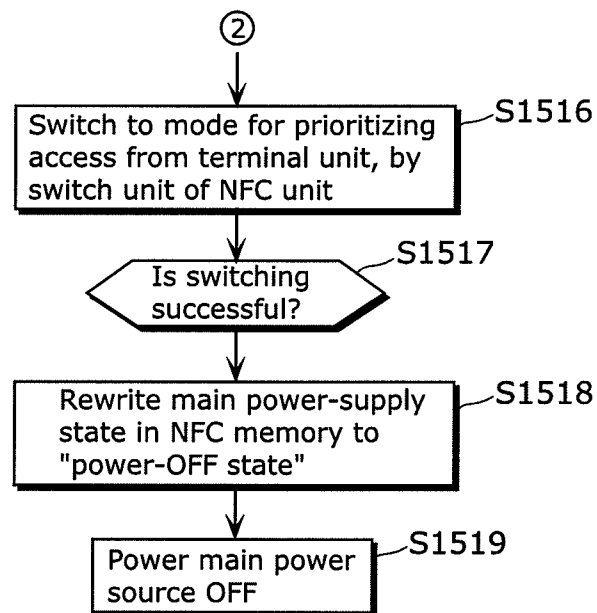 2
S1516
Switch to mode for prioritizing
access from terminal unit, by
switch unit of NFC unit
S1517
Is switching
successful?
S1518
Rewrite main power-supply
state in NFC memory to
"power-OFF state"
S1519
Power main power
source OFF